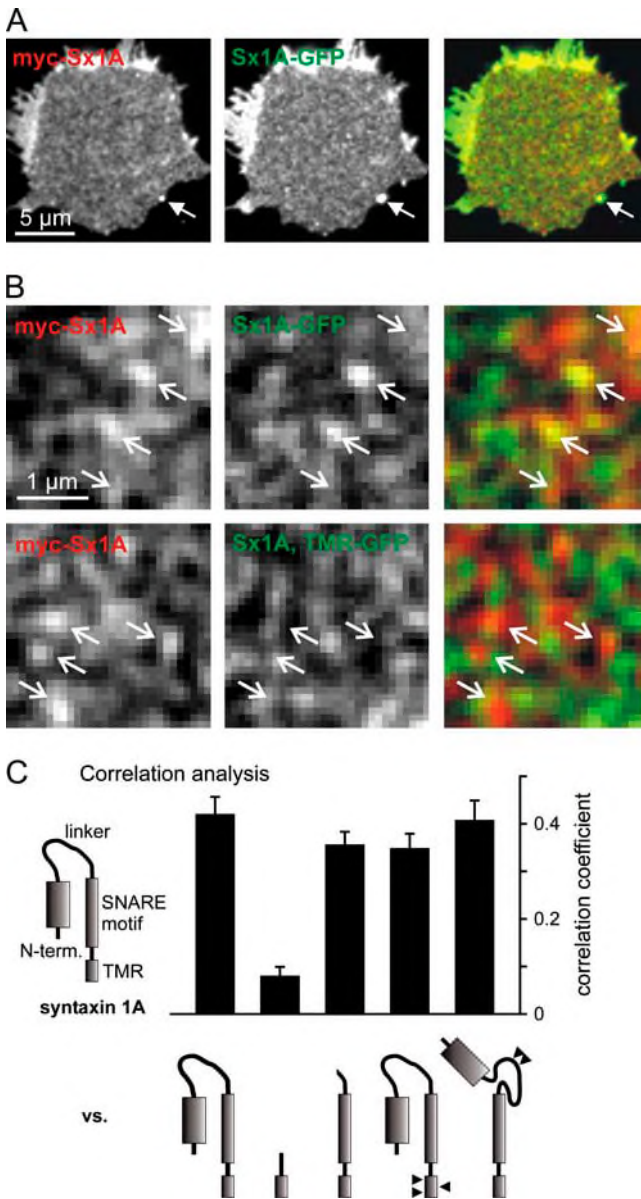 A
myc-Sx1A
Sx1A-GFP
5 µm
B
myc-Sx1A
Sx1A-GFP
1 µm
myc-Sx1A
Sx1A, TMR-GFP
C
Correlation analysis
linker
SNARE
motif
N-term.
TMR
syntaxin 1A
0.4
0.2
0
correlation coefficient
vs.